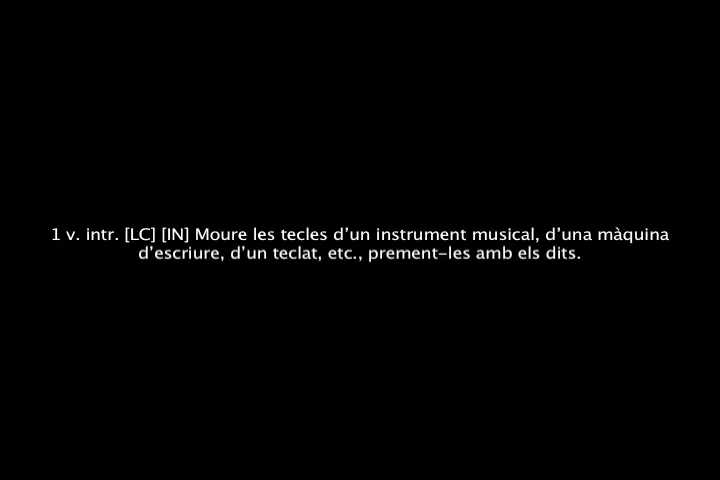 1 v. intr. [LC] [IN] Moure les tecles d’un instrument musical, d’una màquina
d’escriure, d’un teclat, etc., prement–les amb els dits.